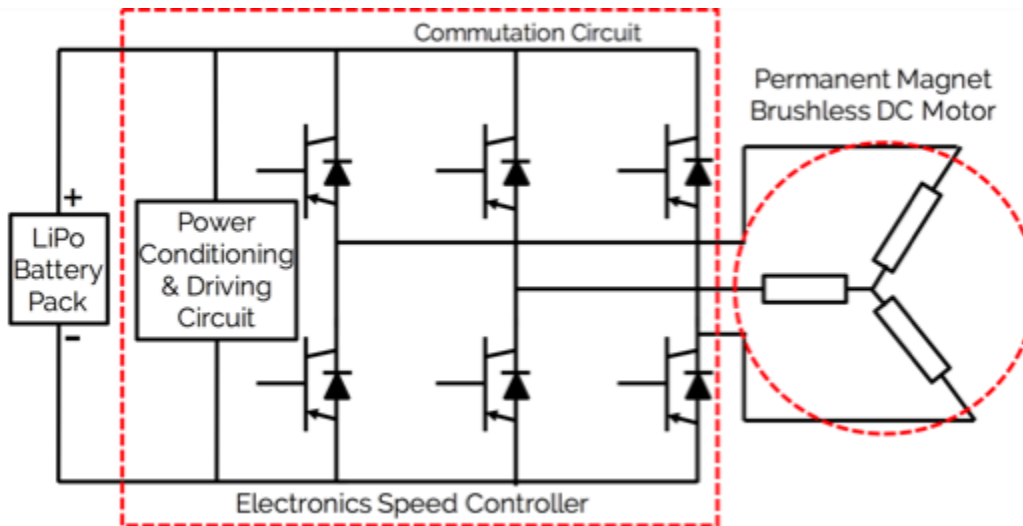 Commutation Circuit
Permanent Magnet
Brushless DC Motor
+
LiPo
Battery
Pack
-
Power
Conditioning
& Driving
Circuit
Electronics Speed Controller